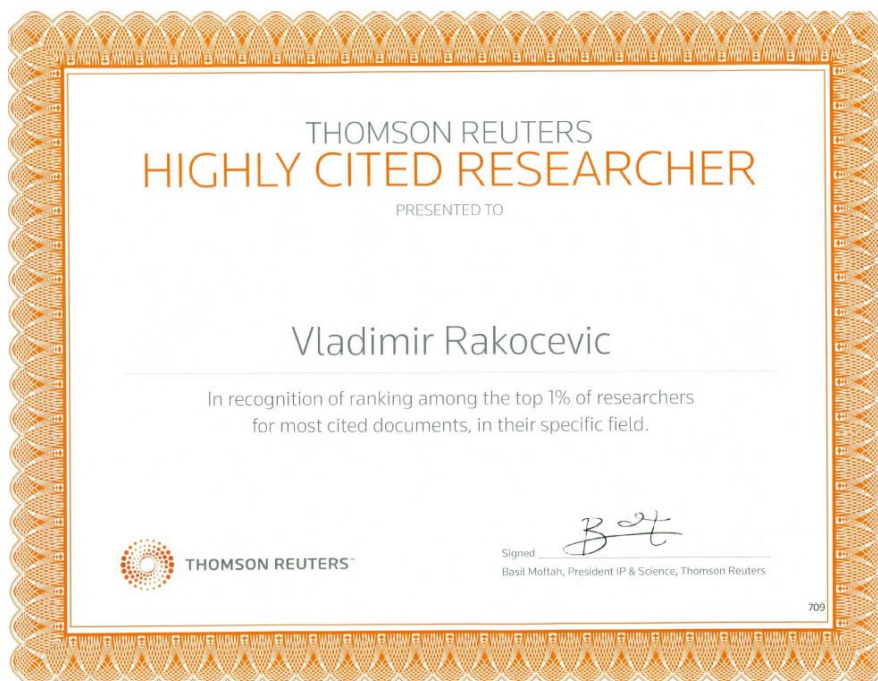 THOMSON REUTERS
HIGHLY CITED RESEARCHER
PRESENTED TO
Vladimir Rakocevic
In recognition of ranking among the top 1% of researchers
for most cited documents, in their specific field.
THOMSON REUTERS™
Signed
Basil Moftah, President IP & Science, Thomson Reuters
709